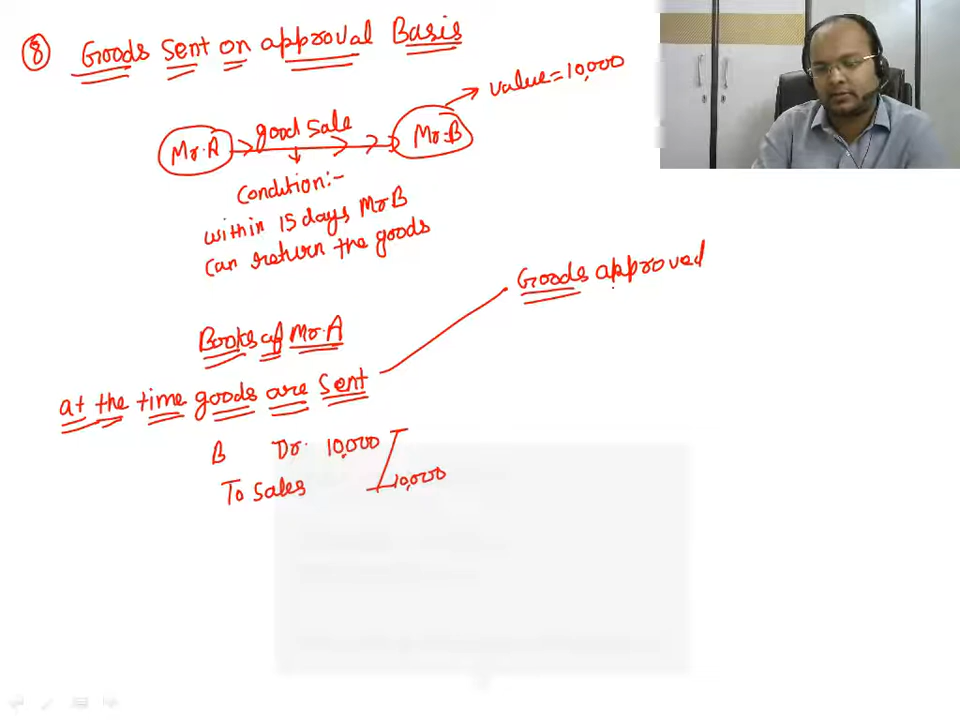 8 Goods Sent on approval Basis
value = 10,000
Mr. A good sale Mr. B
Condition:-
within 15 days Mr B
can return the goods
Goods approved
Books of Mr. A
at the time goods are sent
B Dr. 10,000
To Sales 10,000